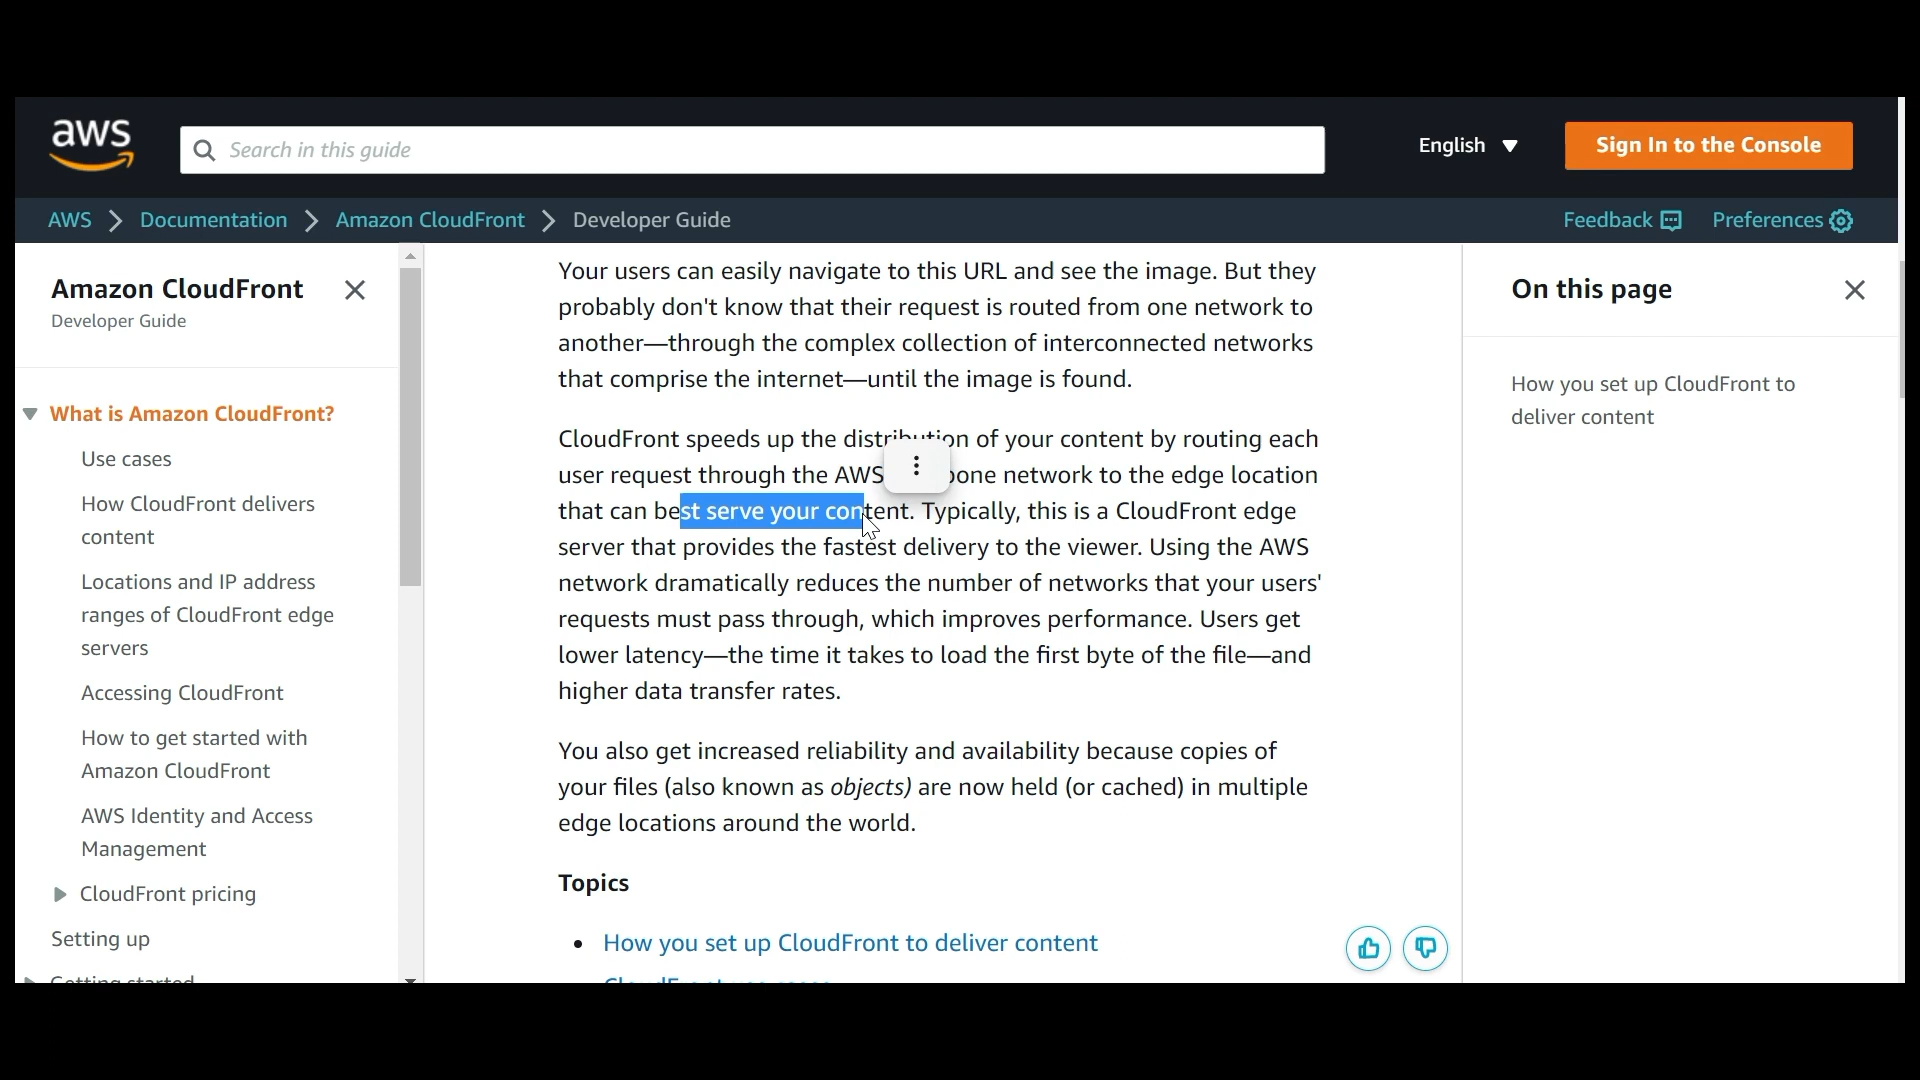 aws
Search in this guide
English
Sign In to the Console
AWS
Documentation
Amazon CloudFront
Developer Guide
Feedback
Preferences
Amazon CloudFront
Developer Guide
What is Amazon CloudFront?
Use cases
How CloudFront delivers
content
Locations and IP address
ranges of CloudFront edge
servers
Accessing CloudFront
How to get started with
Amazon CloudFront
AWS Identity and Access
Management
CloudFront pricing
Setting up
Getting started
Your users can easily navigate to this URL and see the image. But they
probably don't know that their request is routed from one network to
another—through the complex collection of interconnected networks
that comprise the internet—until the image is found.
CloudFront speeds up the distribution of your content by routing each
user request through the AWS bone network to the edge location
that can best serve your content. Typically, this is a CloudFront edge
server that provides the fastest delivery to the viewer. Using the AWS
network dramatically reduces the number of networks that your users'
requests must pass through, which improves performance. Users get
lower latency—the time it takes to load the first byte of the file—and
higher data transfer rates.
You also get increased reliability and availability because copies of
your files (also known as objects) are now held (or cached) in multiple
edge locations around the world.
Topics
• How you set up CloudFront to deliver content
On this page
How you set up CloudFront to
deliver content